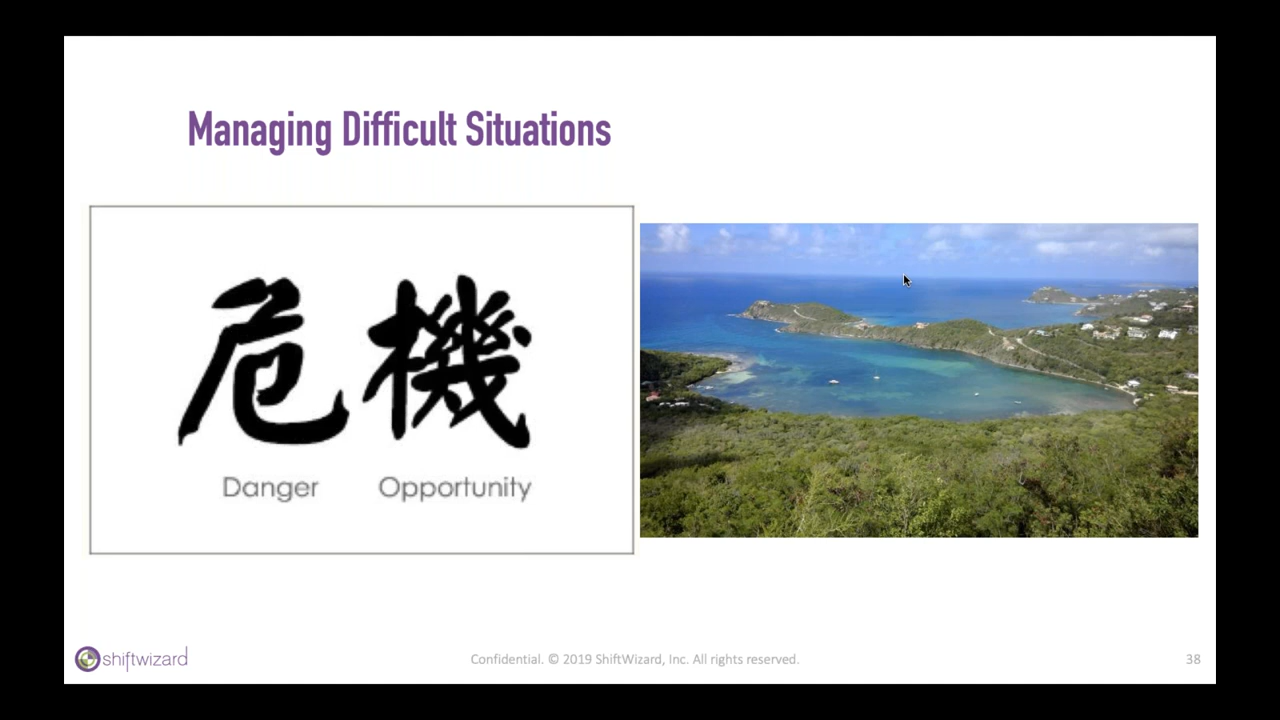 Managing Difficult Situations
危機
Danger Opportunity
shiftwizard
Confidential. © 2019 ShiftWizard, Inc. All rights reserved.
38